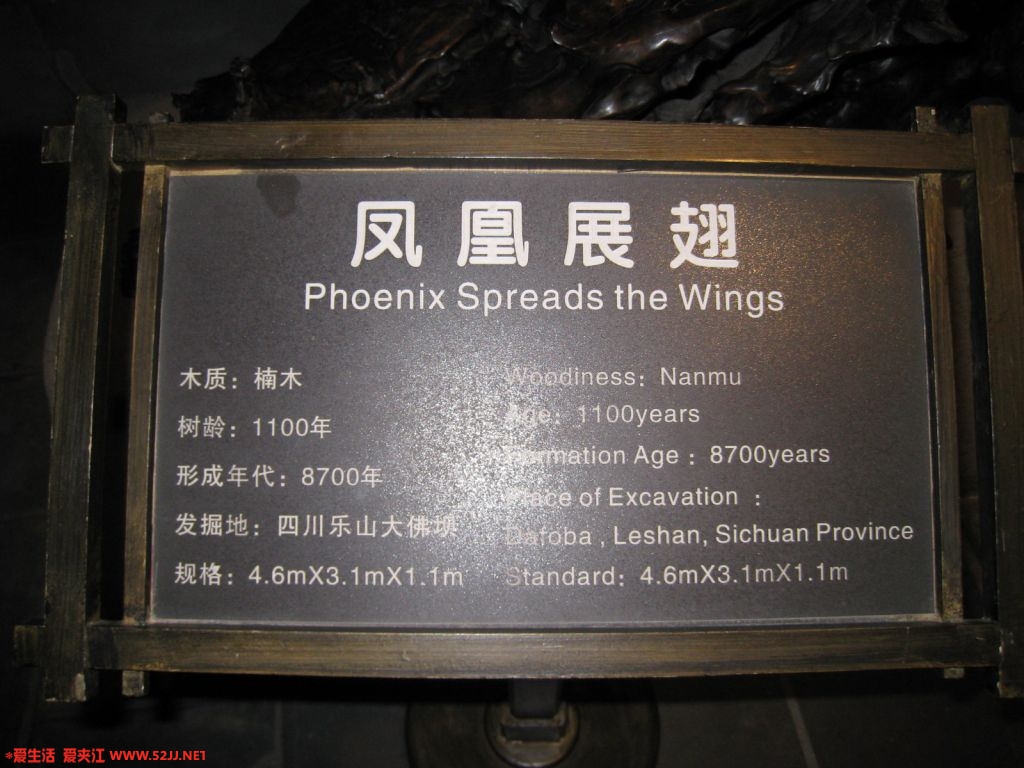 凤凰展翅
Phoenix Spreads the Wings
木质：楠木
树龄：1100年
形成年代：8700年
发掘地：四川乐山大佛坝
规格：4.6mX3.1mX1.1m
Woodiness：Nanmu
Age：1100years
Formation Age：8700years
Place of Excavation ：
Dafoba , Leshan, Sichuan Province
Standard：4.6mX3.1mX1.1m
*爱生活 爱夹江 WWW.52JJ.NET